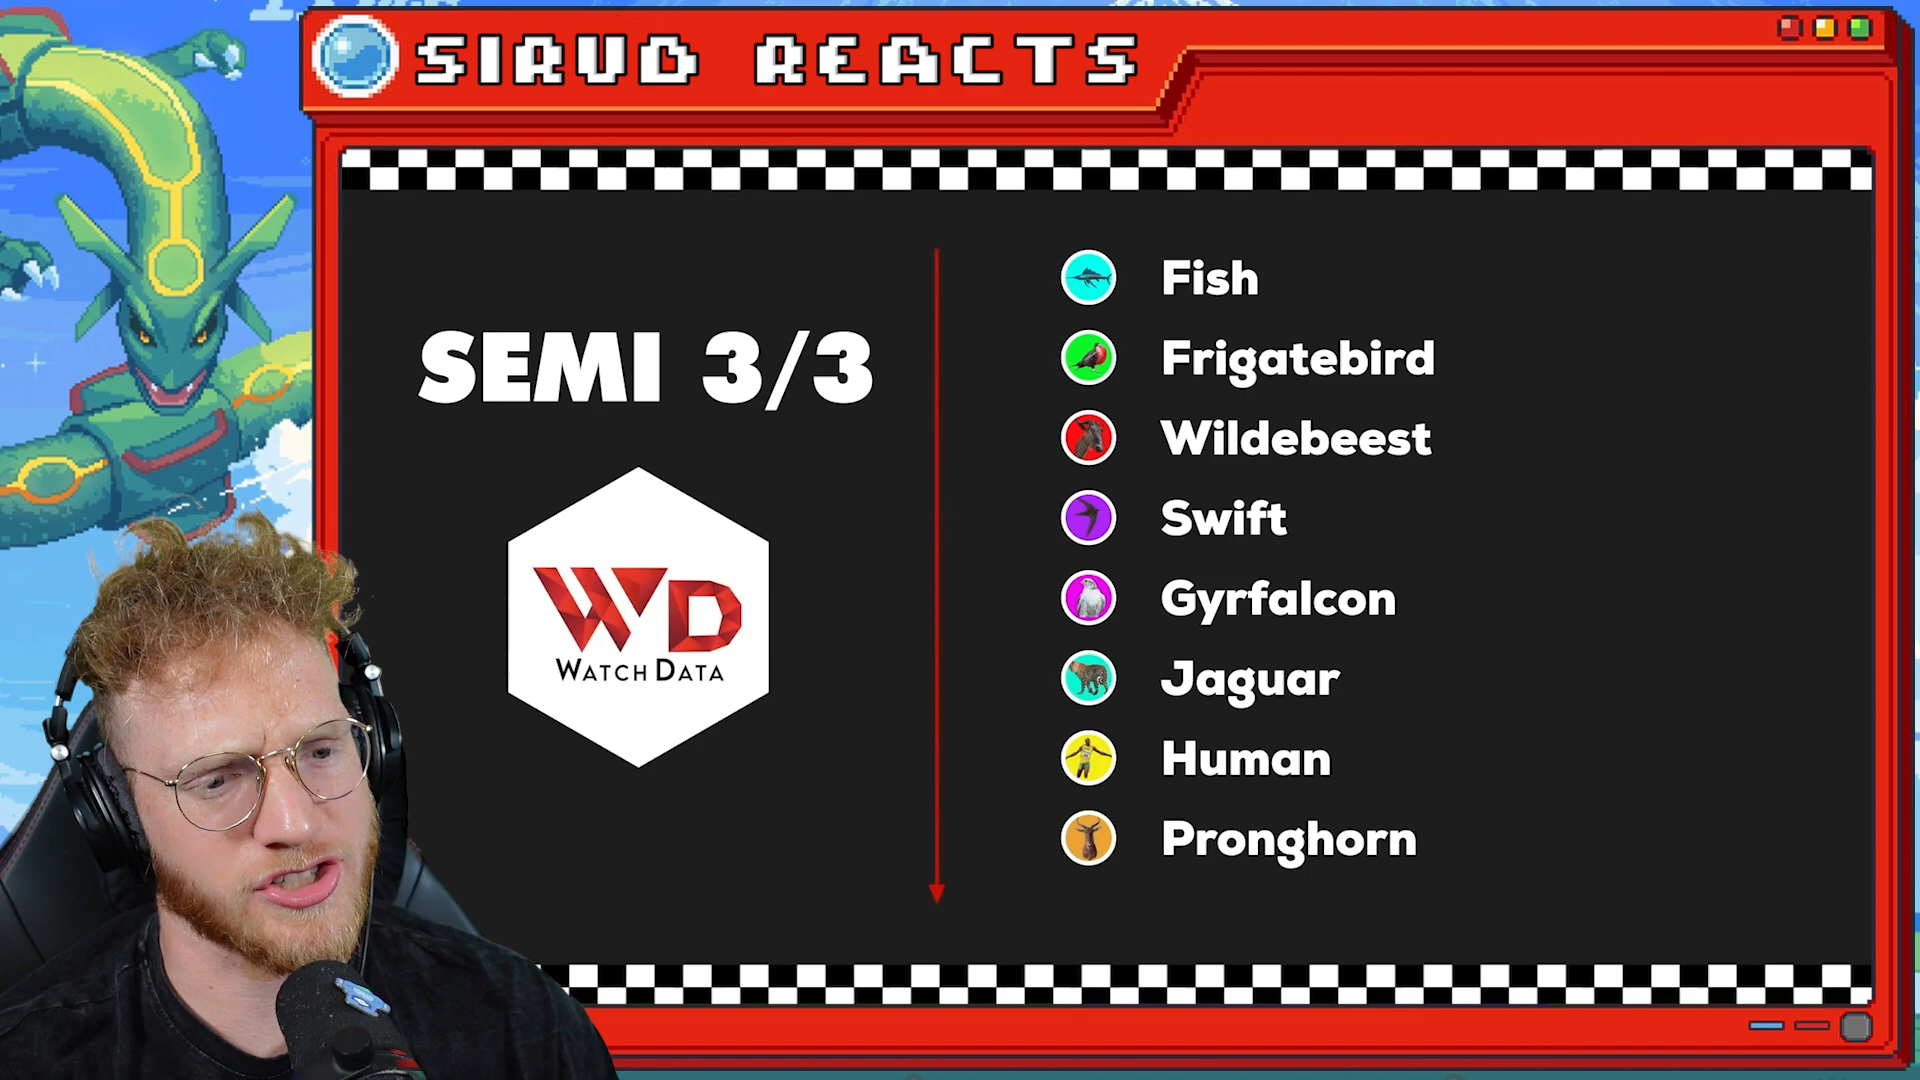 SIRUD REACTS
SEMI 3/3
WD
WATCH DATA
Fish
Frigatebird
Wildebeest
Swift
Gyrfalcon
Jaguar
Human
Pronghorn